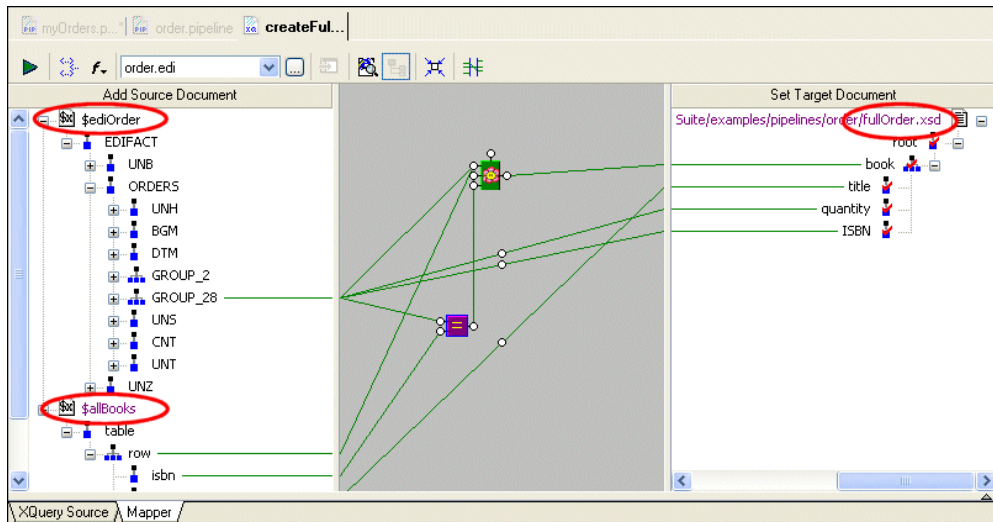 myOrders.p...* order.pipeline createFul...
order.edi
Add Source Document
$ediOrder
EDIFACT
UNB
ORDERS
UNH
BGM
DTM
GROUP_2
GROUP_28
UNS
CNT
UNT
UNZ
$allBooks
table
row
isbn
Set Target Document
Suite/examples/pipelines/order/fullOrder.xsd
root
book
title
quantity
ISBN
XQuery Source Mapper